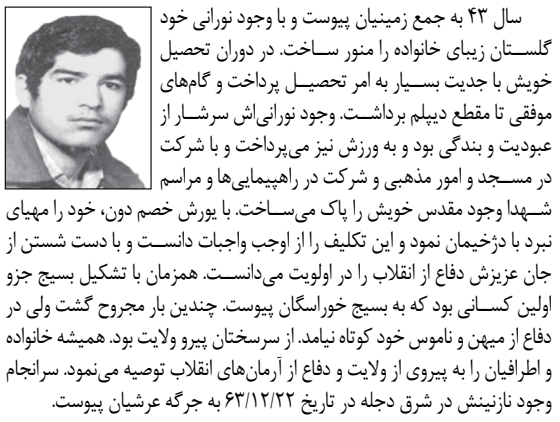 سال ۴۳ به جمع زمینیان پیوست و با وجود نورانی خود
گلستان زیبای خانواده را منور ساخت. در دوران تحصیل
خویش با جدیت بسیار به امر تحصیل پرداخت و گام‌های
موفقی تا مقطع دیپلم برداشت. وجود نورانی‌اش سرشار از
عبودیت و بندگی بود و به ورزش نیز می‌پرداخت و با شرکت
در مسجد و امور مذهبی و شرکت در راهپیمایی‌ها و مراسم
شهدا وجود مقدس خویش را پاک می‌ساخت. با یورش خصم دون، خود را مهیای
نبرد با دژخیمان نمود و این تکلیف را از اوجب واجبات دانست و با دست شستن از
جان عزیزش دفاع از انقلاب را در اولویت می‌دانست. همزمان با تشکیل بسیج جزو
اولین کسانی بود که به بسیج خوراسگان پیوست. چندین بار مجروح گشت ولی در
دفاع از میهن و ناموس خود کوتاه نیامد. از سرسختان پیرو ولایت بود. همیشه خانواده
و اطرافیان را به پیروی از ولایت و دفاع از آرمان‌های انقلاب توصیه می‌نمود. سرانجام
وجود نازنینش در شرق دجله در تاریخ ۶۳/۱۲/۲۲ به جرگه عرشیان پیوست.